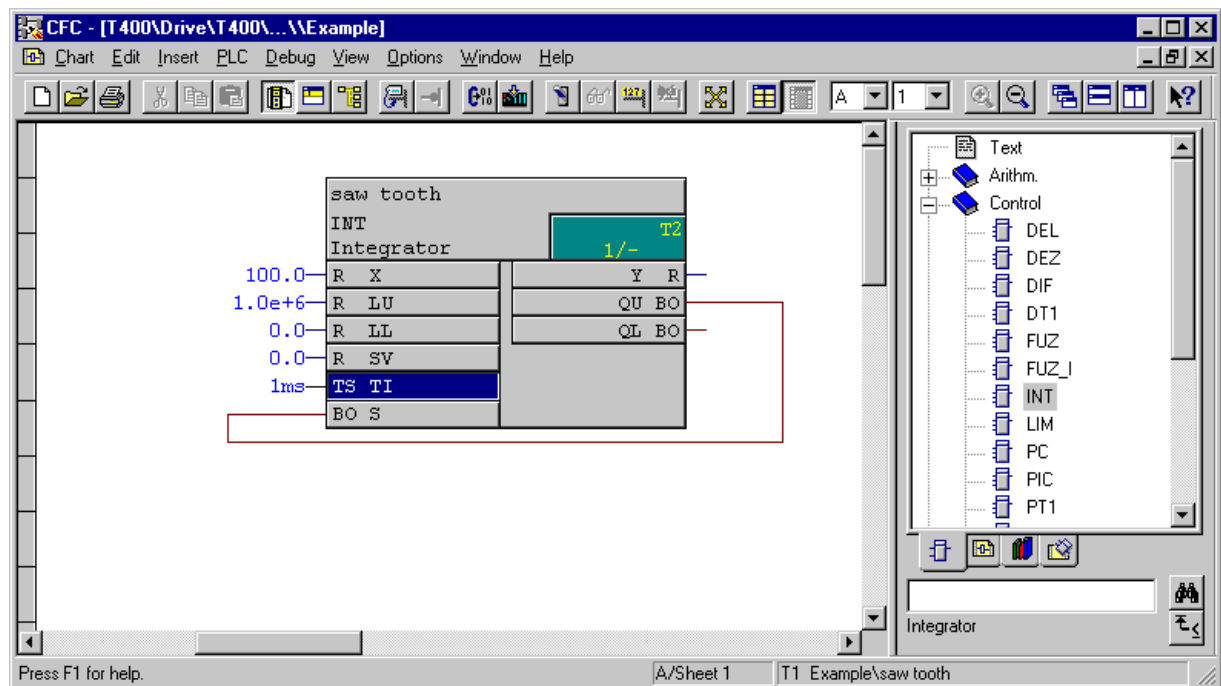 CFC - [T400\Drive\T400\...\\Example]
Chart Edit Insert PLC Debug View Options Window Help
A 1
saw tooth
INT
Integrator
T2
1/-
100.0 R X Y R
1.0e+6 R LU QU BO
0.0 R LL QL BO
0.0 R SV
1ms TS TI
BO S
Text
Arithm.
Control
DEL
DEZ
DIF
DT1
FUZ
FUZ_I
INT
LIM
PC
PIC
PT1
Integrator
Press F1 for help.
A/Sheet 1
T1 Example\saw tooth